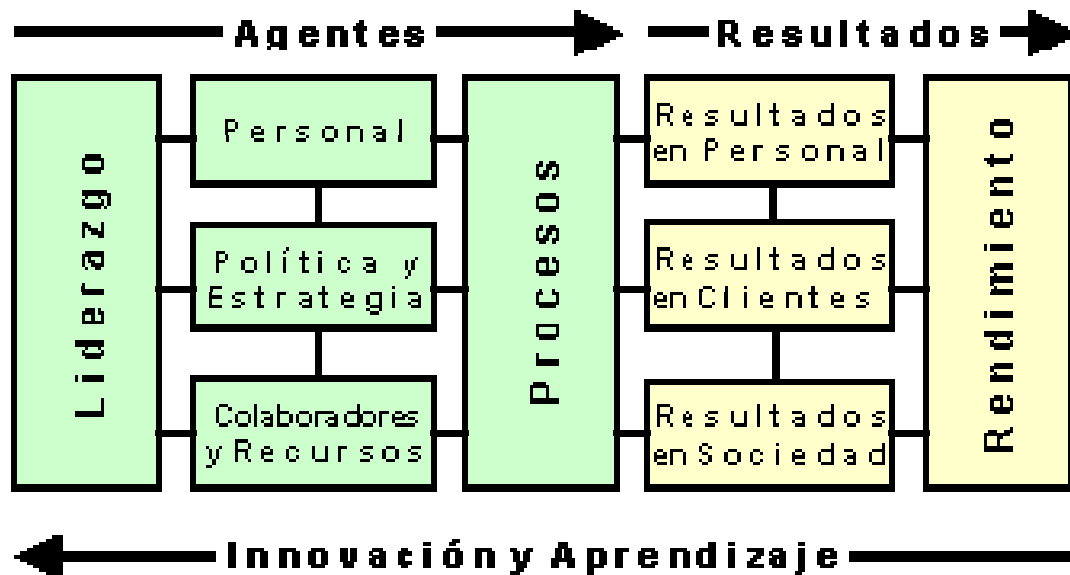 Agentes
Resultados
Liderazgo
Personal
Política y
Estrategia
Colaboradores
y Recursos
Procesos
Resultados
en Personal
Resultados
en Clientes
Resultados
en Sociedad
Rendimiento
Innovación y Aprendizaje